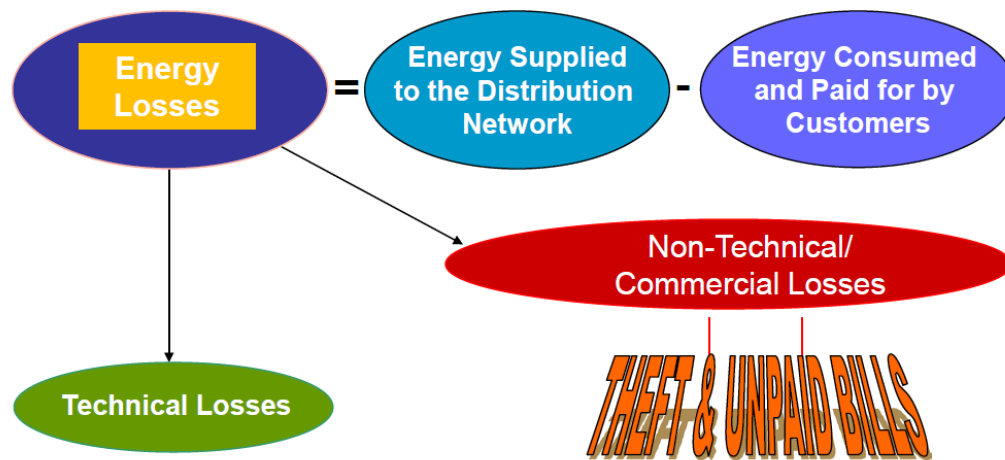 Energy
Losses
=
Energy Supplied
to the Distribution
Network
-
Energy Consumed
and Paid for by
Customers
Non-Technical/
Commercial Losses
Technical Losses
THEFT & UNPAID BILLS